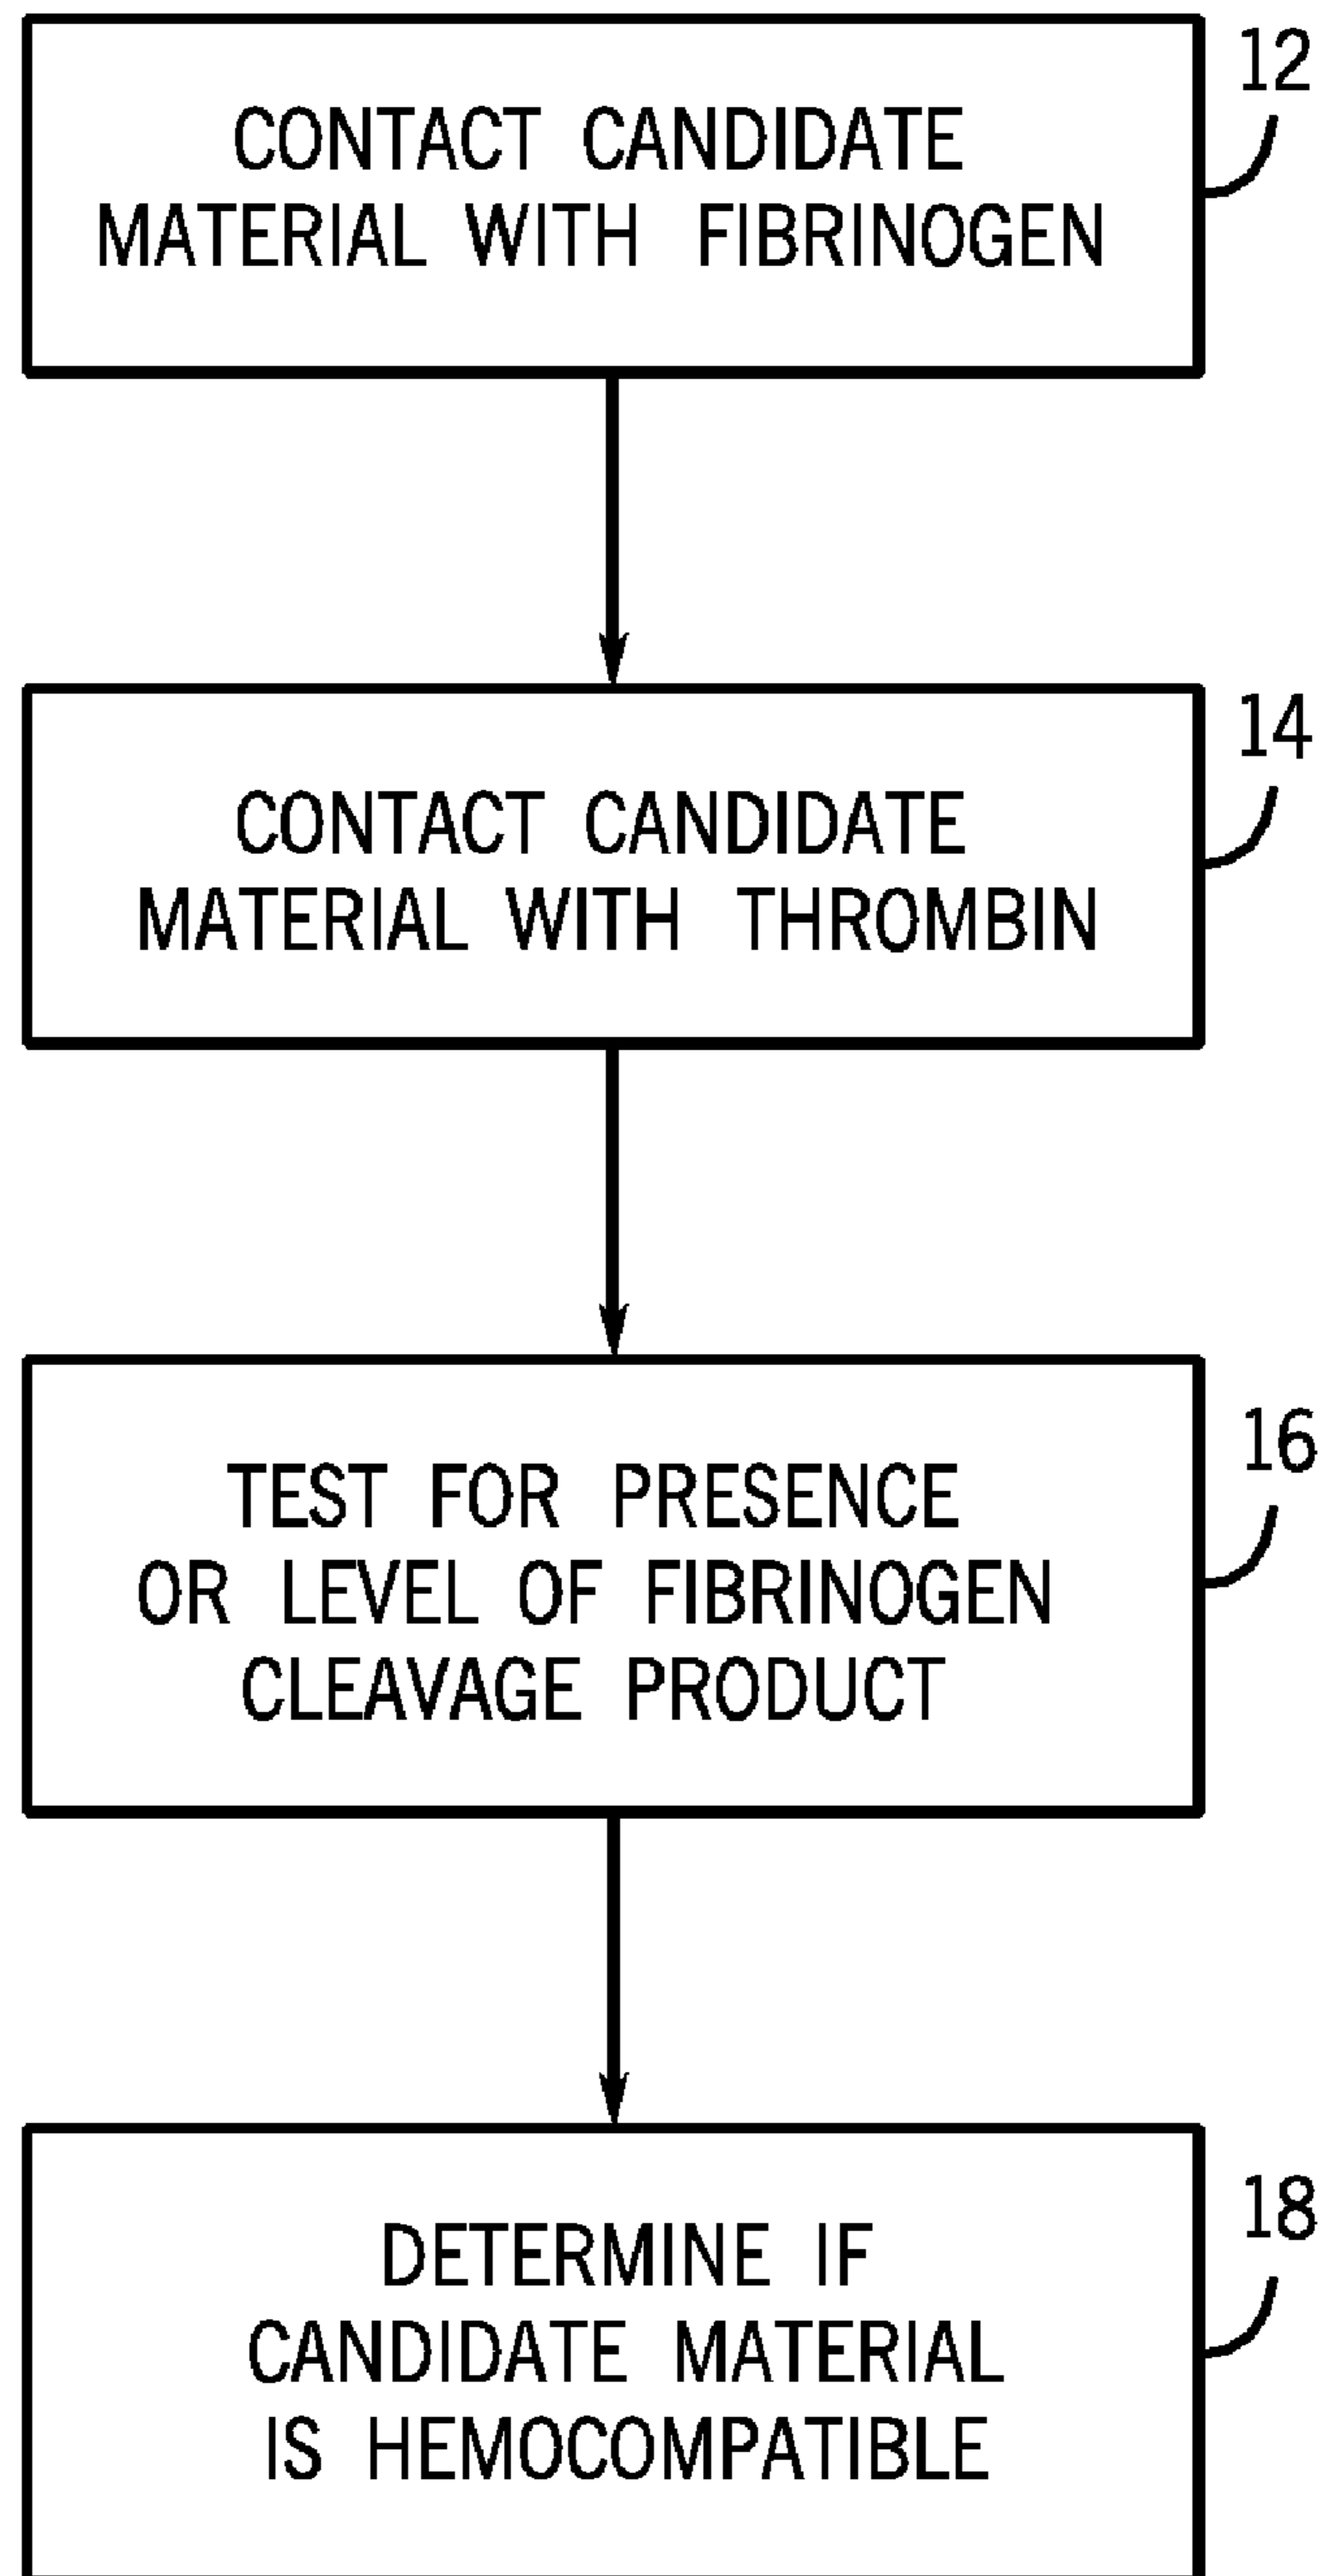 12
CONTACT CANDIDATE
MATERIAL WITH FIBRINOGEN
14
CONTACT CANDIDATE
MATERIAL WITH THROMBIN
16
TEST FOR PRESENCE
OR LEVEL OF FIBRINOGEN
CLEAVAGE PRODUCT
18
DETERMINE IF
CANDIDATE MATERIAL
IS HEMOCOMPATIBLE